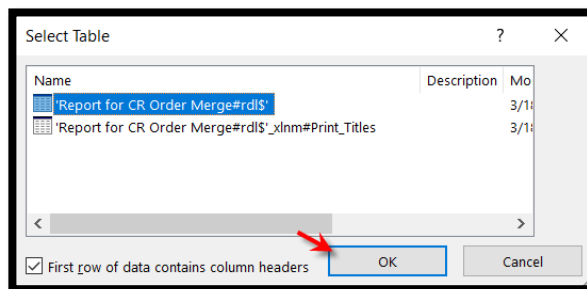 Select Table ?
Name Description Mo
'Report for CR Order Merge#rdl$' 3/1
'Report for CR Order Merge#rdl$'_xlnm#Print_Titles 3/1
First row of data contains column headers OK Cancel